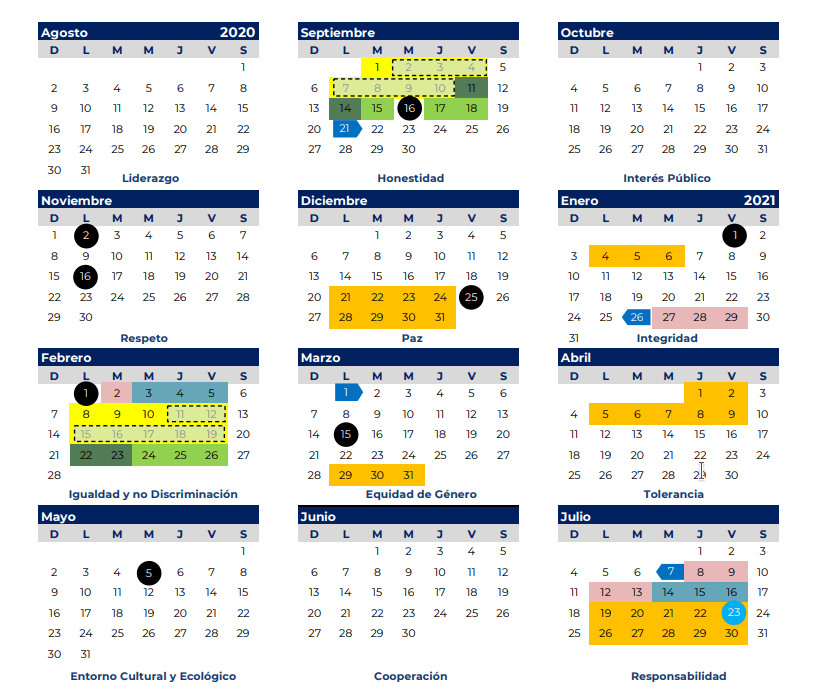 Agosto 2020
D L M M J V S
1
2 3 4 5 6 7 8
9 10 11 12 13 14 15
16 17 18 19 20 21 22
23 24 25 26 27 28 29
30 31
Liderazgo
Septiembre
D L M M J V S
1 2 3 4 5
6 7 8 9 10 11 12
13 14 15 16 17 18 19
20 21 22 23 24 25 26
27 28 29 30
Honestidad
Octubre
D L M M J V S
1 2 3
4 5 6 7 8 9 10
11 12 13 14 15 16 17
18 19 20 21 22 23 24
25 26 27 28 29 30 31
Interés Público
Noviembre
D L M M J V S
1 2 3 4 5 6 7
8 9 10 11 12 13 14
15 16 17 18 19 20 21
22 23 24 25 26 27 28
29 30
Respeto
Diciembre
D L M M J V S
1 2 3 4 5
6 7 8 9 10 11 12
13 14 15 16 17 18 19
20 21 22 23 24 25 26
27 28 29 30 31
Paz
Enero 2021
D L M M J V S
1 2
3 4 5 6 7 8 9
10 11 12 13 14 15 16
17 18 19 20 21 22 23
24 25 26 27 28 29 30
31
Integridad
Febrero
D L M M J V S
1 2 3 4 5 6
7 8 9 10 11 12 13
14 15 16 17 18 19 20
21 22 23 24 25 26 27
28
Igualdad y no Discriminación
Marzo
D L M M J V S
1 2 3 4 5 6
7 8 9 10 11 12 13
14 15 16 17 18 19 20
21 22 23 24 25 26 27
28 29 30 31
Equidad de Género
Abril
D L M M J V S
1 2 3
4 5 6 7 8 9 10
11 12 13 14 15 16 17
18 19 20 21 22 23 24
25 26 27 28 29 30
Tolerancia
Mayo
D L M M J V S
1
2 3 4 5 6 7 8
9 10 11 12 13 14 15
16 17 18 19 20 21 22
23 24 25 26 27 28 29
30 31
Entorno Cultural y Ecológico
Junio
D L M M J V S
1 2 3 4 5
6 7 8 9 10 11 12
13 14 15 16 17 18 19
20 21 22 23 24 25 26
27 28 29 30
Cooperación
Julio
D L M M J V S
1 2 3
4 5 6 7 8 9 10
11 12 13 14 15 16 17
18 19 20 21 22 23 24
25 26 27 28 29 30 31
Responsabilidad